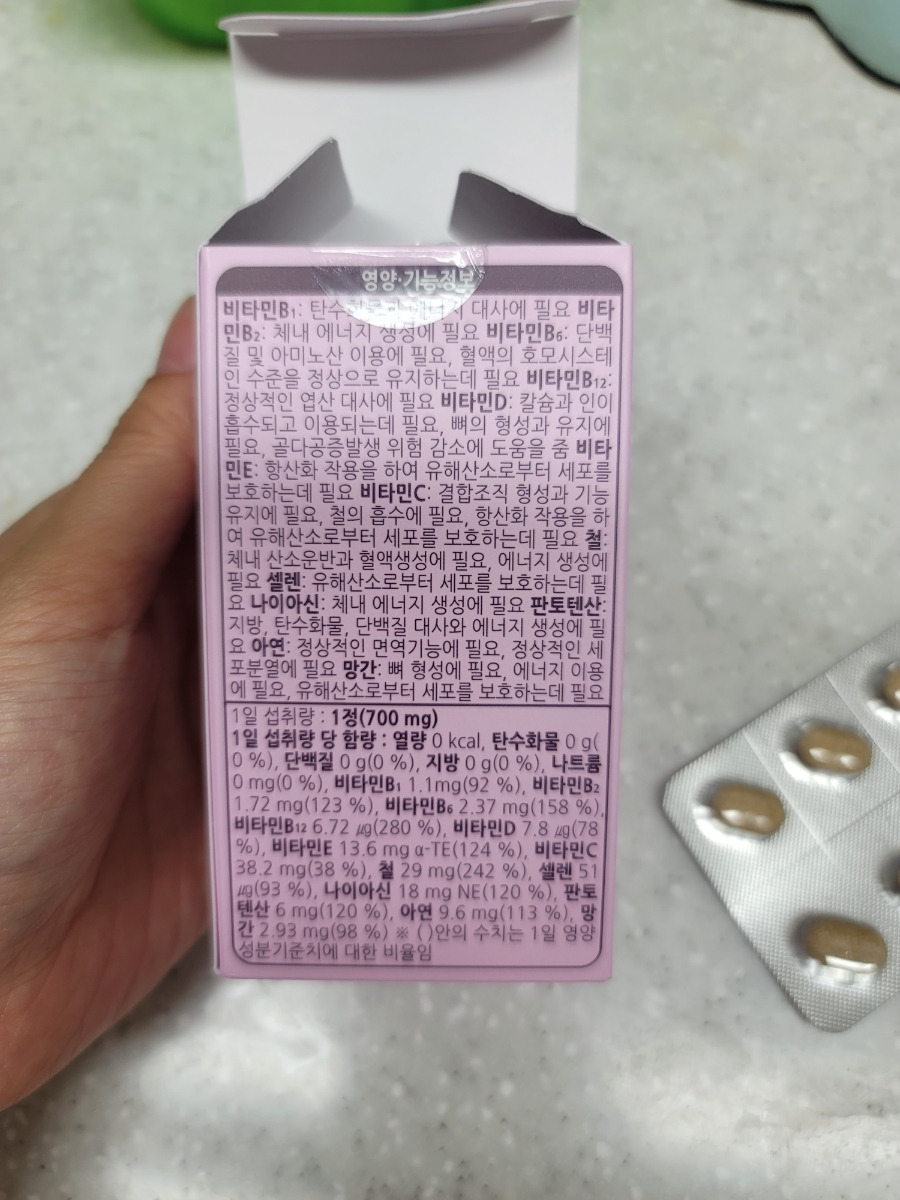 영양·기능정보
비타민B₁: 탄수화물과 에너지 대사에 필요 비타
민B₂: 체내 에너지 생성에 필요 비타민B₆: 단백
질 및 아미노산 이용에 필요, 혈액의 호모시스테
인 수준을 정상으로 유지하는데 필요 비타민B₁₂:
정상적인 엽산 대사에 필요 비타민D: 칼슘과 인이
흡수되고 이용되는데 필요, 뼈의 형성과 유지에
필요, 골다공증발생 위험 감소에 도움을 줌 비타
민E: 항산화 작용을 하여 유해산소로부터 세포를
보호하는데 필요 비타민C: 결합조직 형성과 기능
유지에 필요, 철의 흡수에 필요, 항산화 작용을 하
여 유해산소로부터 세포를 보호하는데 필요 철:
체내 산소운반과 혈액생성에 필요, 에너지 생성에
필요 셀렌: 유해산소로부터 세포를 보호하는데 필
요 나이아신: 체내 에너지 생성에 필요 판토텐산:
지방, 탄수화물, 단백질 대사와 에너지 생성에 필
요 아연: 정상적인 면역기능에 필요, 정상적인 세
포분열에 필요 망간: 뼈 형성에 필요, 에너지 이용
에 필요, 유해산소로부터 세포를 보호하는데 필요
1일 섭취량 : 1정(700 mg)
1일 섭취량 당 함량 : 열량 0 kcal, 탄수화물 0 g(
0 %), 단백질 0 g(0 %), 지방 0 g(0 %), 나트륨
0 mg(0 %), 비타민B₁ 1.1mg(92 %), 비타민B₂
1.72 mg(123 %), 비타민B₆ 2.37 mg(158 %),
비타민B₁₂ 6.72 ㎍(280 %), 비타민D 7.8 ㎍(78
%), 비타민E 13.6 mg α-TE(124 %), 비타민C
38.2 mg(38 %), 철 29 mg(242 %), 셀렌 51
㎍(93 %), 나이아신 18 mg NE(120 %), 판토
텐산 6 mg(120 %), 아연 9.6 mg(113 %), 망
간 2.93 mg(98 %) ※ ( )안의 수치는 1일 영양
성분기준치에 대한 비율임